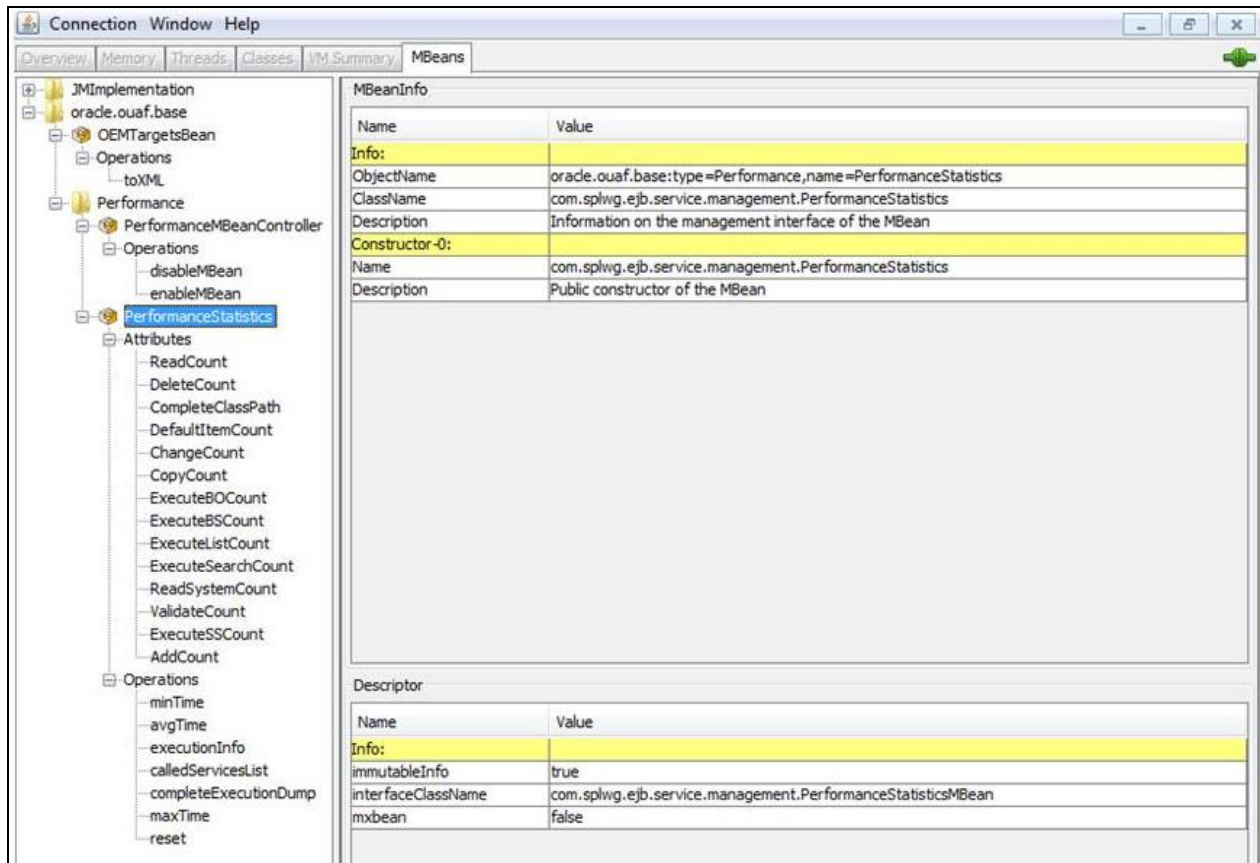 Connection Window Help
Overview Memory Threads Classes VM Summary MBeans
JMImplementation
oracle.ouaf.base
OEMTargetsBean
Operations
toXML
Performance
PerformanceMBeanController
Operations
disableMBean
enableMBean
PerformanceStatistics
Attributes
ReadCount
DeleteCount
CompleteClassPath
DefaultItemCount
ChangeCount
CopyCount
ExecuteBOCount
ExecuteBSCount
ExecuteListCount
ExecuteSearchCount
ReadSystemCount
ValidateCount
ExecuteSSCount
AddCount
Operations
minTime
avgTime
executionInfo
calledServicesList
completeExecutionDump
maxTime
reset
MBeanInfo
Name Value
Info:
ObjectName oracle.ouaf.base:type=Performance,name=PerformanceStatistics
ClassName com.splwg.ejb.service.management.PerformanceStatistics
Description Information on the management interface of the MBean
Constructor-0:
Name com.splwg.ejb.service.management.PerformanceStatistics
Description Public constructor of the MBean
Descriptor
Name Value
Info:
immutableInfo true
interfaceClassName com.splwg.ejb.service.management.PerformanceStatisticsMBean
mxbean false